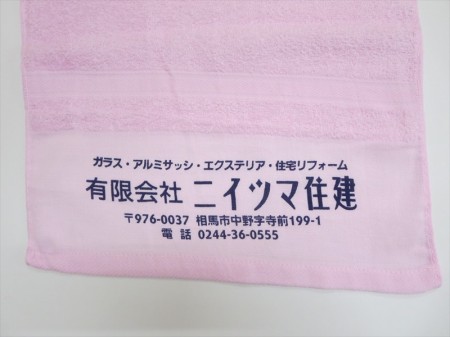 ガラス・アルミサッシ・エクステリア・住宅リフォーム
有限会社 ニイツマ住建
〒976-0037 相馬市中野字寺前199-1
電話 0244-36-0555